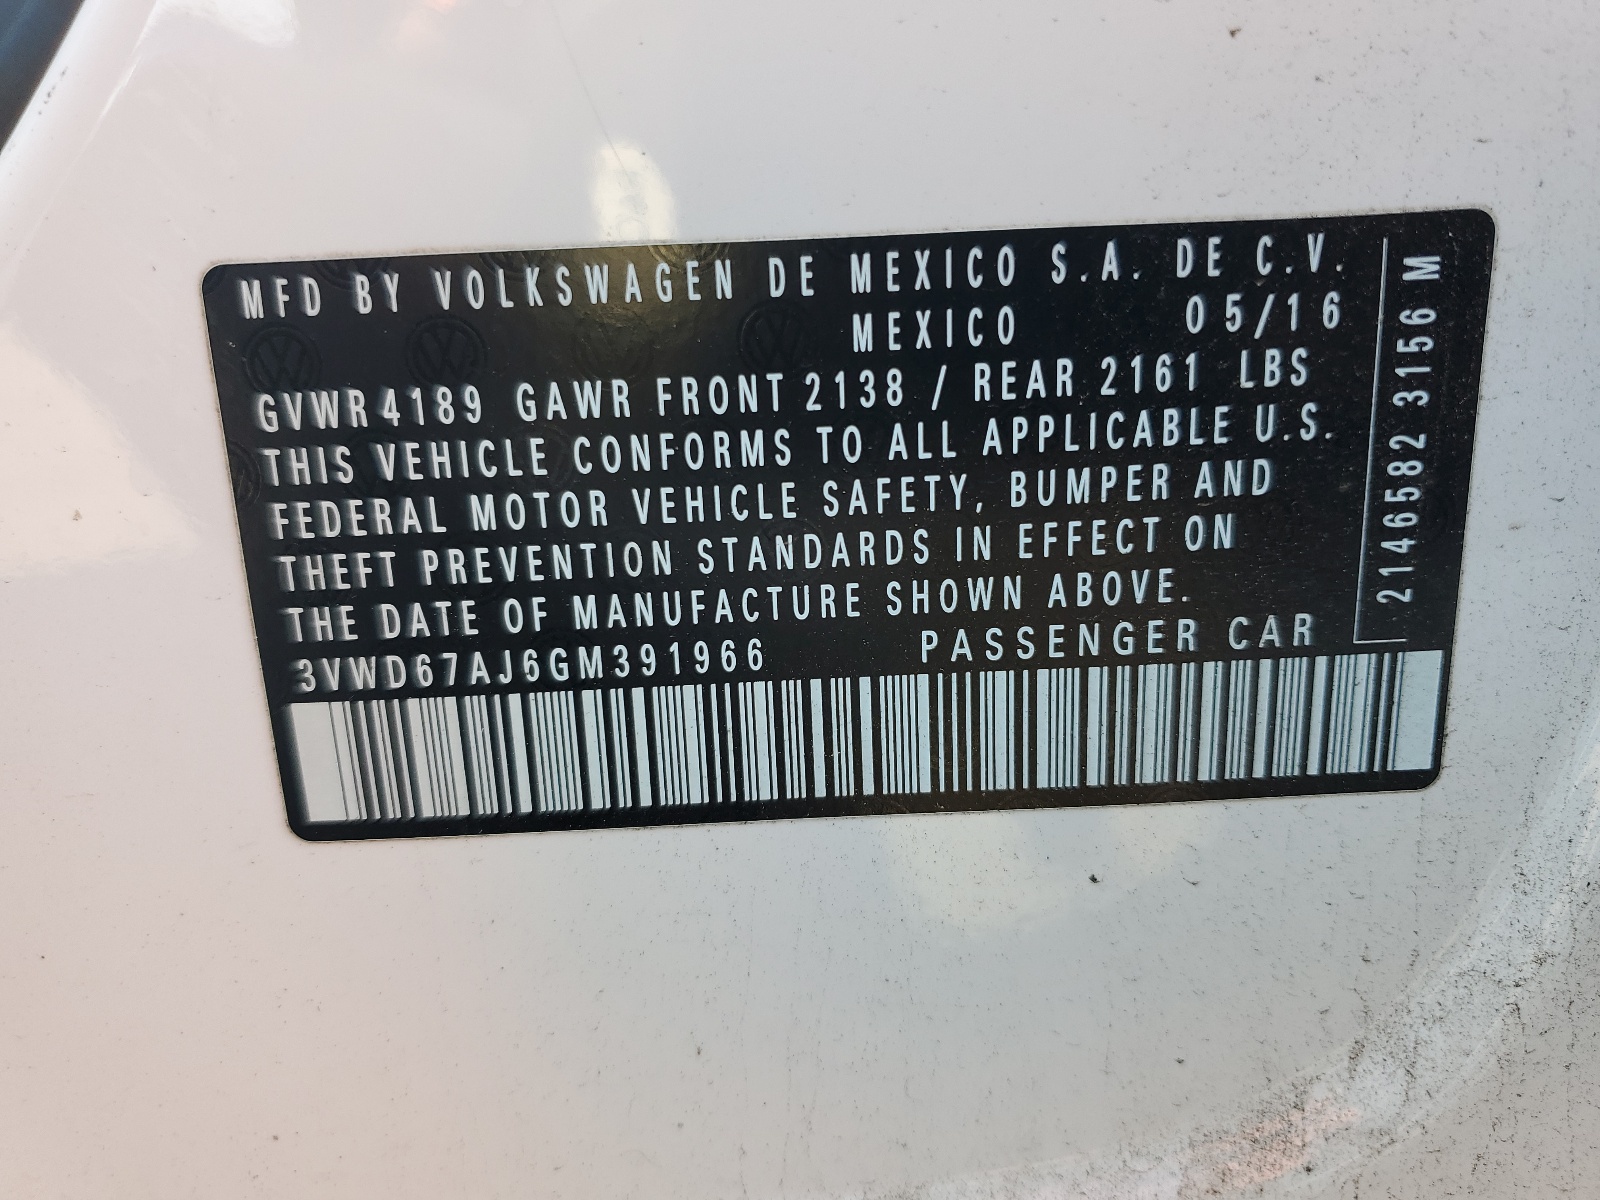 MFD BY VOLKSWAGEN DE MEXICO S.A. DE C.V.
MEXICO 05/16
GVWR 4189 GAWR FRONT 2138 / REAR 2161 LBS
THIS VEHICLE CONFORMS TO ALL APPLICABLE U.S.
FEDERAL MOTOR VEHICLE SAFETY, BUMPER AND
THEFT PREVENTION STANDARDS IN EFFECT ON
THE DATE OF MANUFACTURE SHOWN ABOVE.
3VWD67AJ6GM391966 PASSENGER CAR
2146582 3156 M